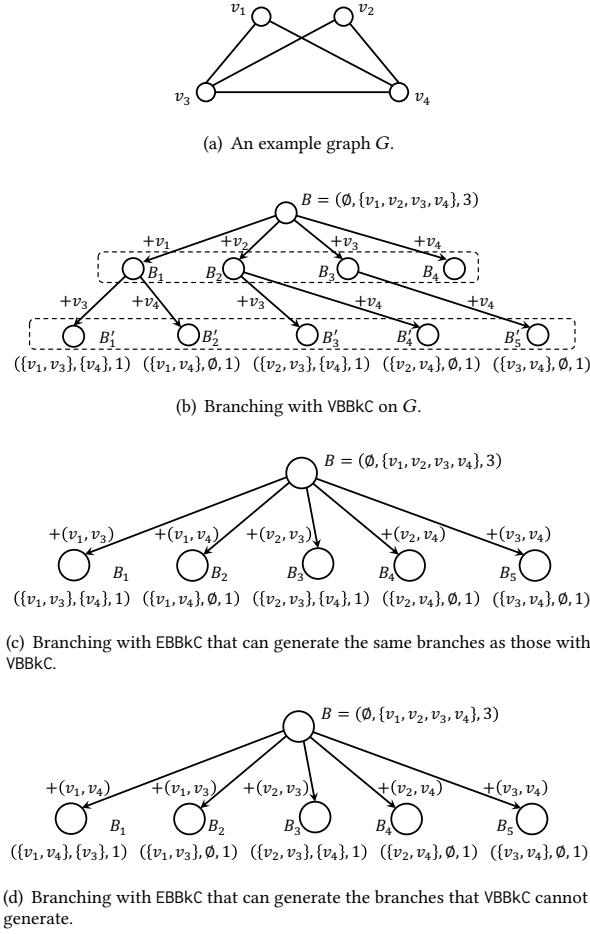 v₁ v₂
v₃ v₄
(a) An example graph G.
B = (∅, {v₁, v₂, v₃, v₄}, 3)
+v₁ +v₂ +v₃ +v₄
B₁ B₂ B₃ B₄
+v₃ +v₄ +v₃ +v₄ +v₄
B₁′ B₂′ B₃′ B₄′ B₅′
({v₁, v₃}, {v₄}, 1) ({v₁, v₄}, ∅, 1) ({v₂, v₃}, {v₄}, 1) ({v₂, v₄}, ∅, 1) ({v₃, v₄}, ∅, 1)
(b) Branching with VBBkC on G.
B = (∅, {v₁, v₂, v₃, v₄}, 3)
+(v₁, v₃) +(v₁, v₄) +(v₂, v₃) +(v₂, v₄) +(v₃, v₄)
B₁ B₂ B₃ B₄ B₅
({v₁, v₃}, {v₄}, 1) ({v₁, v₄}, ∅, 1) ({v₂, v₃}, {v₄}, 1) ({v₂, v₄}, ∅, 1) ({v₃, v₄}, ∅, 1)
(c) Branching with EBBkC that can generate the same branches as those with
VBBkC.
B = (∅, {v₁, v₂, v₃, v₄}, 3)
+(v₁, v₄) +(v₁, v₃) +(v₂, v₃) +(v₂, v₄) +(v₃, v₄)
B₁ B₂ B₃ B₄ B₅
({v₁, v₄}, {v₃}, 1) ({v₁, v₃}, ∅, 1) ({v₂, v₃}, {v₄}, 1) ({v₂, v₄}, ∅, 1) ({v₃, v₄}, ∅, 1)
(d) Branching with EBBkC that can generate the branches that VBBkC cannot
generate.